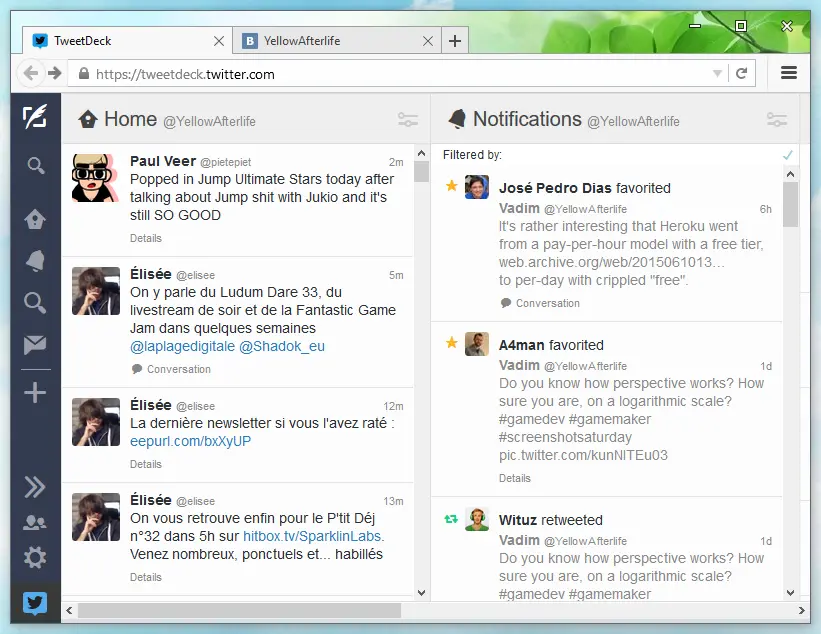 TweetDeck
YellowAfterlife
https://tweetdeck.twitter.com
Home @YellowAfterlife
Paul Veer @pietepiet 2m
Popped in Jump Ultimate Stars today after
talking about Jump shit with Jukio and it's
still SO GOOD
Details
Élisée @elisee 5m
On y parle du Ludum Dare 33, du
livestream de soir et de la Fantastic Game
Jam dans quelques semaines
@laplagedigitale @Shadok_eu
Conversation
Élisée @elisee 12m
La dernière newsletter si vous l'avez raté :
eepurl.com/bxXyUP
Details
Élisée @elisee 13m
On vous retrouve enfin pour le P'tit Déj
n°32 dans 5h sur hitbox.tv/SparklinLabs.
Venez nombreux, ponctuels et... habillés
Details
Notifications @YellowAfterlife
Filtered by:
José Pedro Dias favorited
Vadim @YellowAfterlife 6h
It's rather interesting that Heroku went
from a pay-per-hour model with a free tier,
web.archive.org/web/2015061013…
to per-day with crippled "free".
Conversation
A4man favorited
Vadim @YellowAfterlife 1d
Do you know how perspective works? How
sure you are, on a logarithmic scale?
#gamedev #gamemaker
#screenshotsaturday
pic.twitter.com/kunNlTEu03
Details
Wituz retweeted
Vadim @YellowAfterlife 1d
Do you know how perspective works? How
sure you are, on a logarithmic scale?
#gamedev #gamemaker